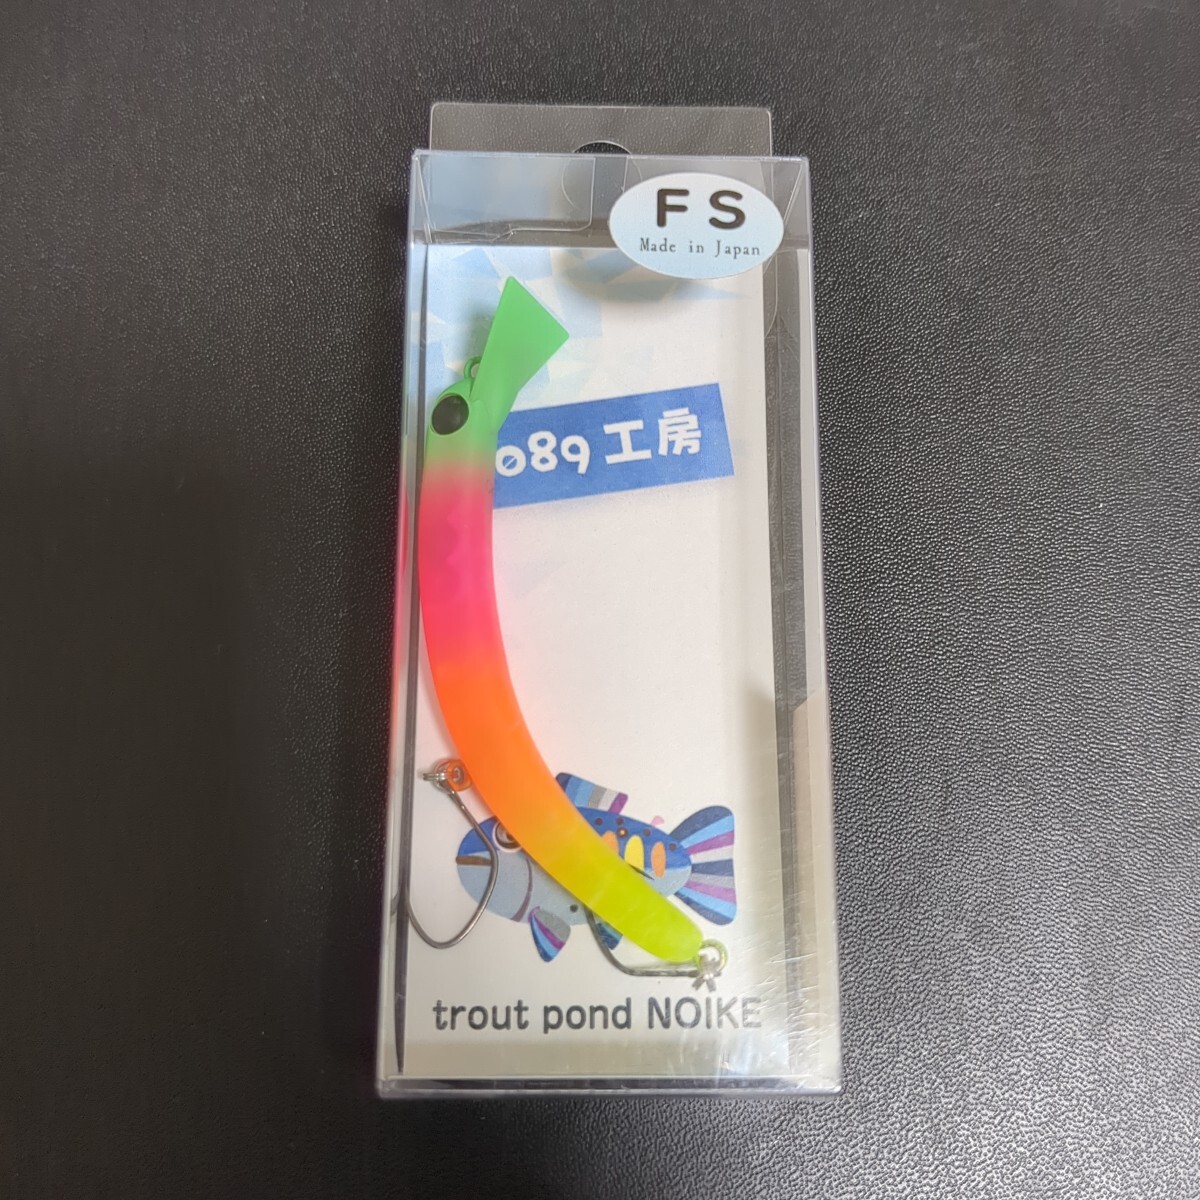 FS
Made in Japan
089工房
trout pond NOIKE